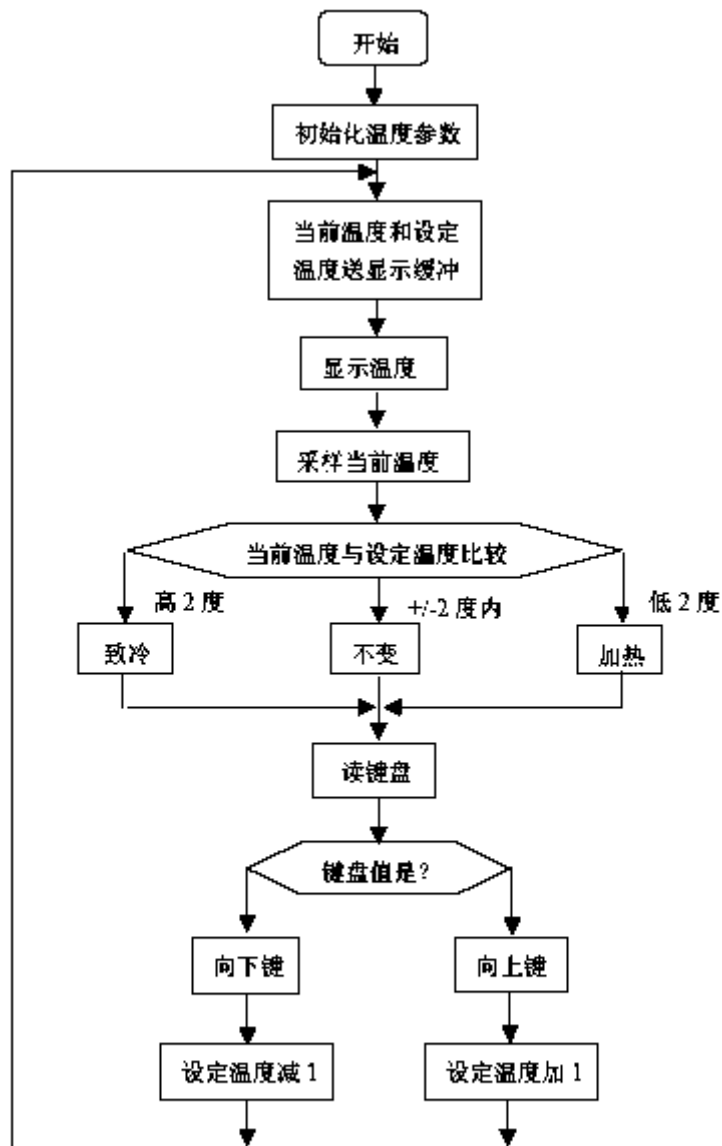 开始
初始化温度参数
当前温度和设定
温度送显示缓冲
显示温度
采样当前温度
当前温度与设定温度比较
高 2 度
+/-2 度内
低 2 度
致冷
不变
加热
读键盘
键盘值是?
向下键
向上键
设定温度减 1
设定温度加 1